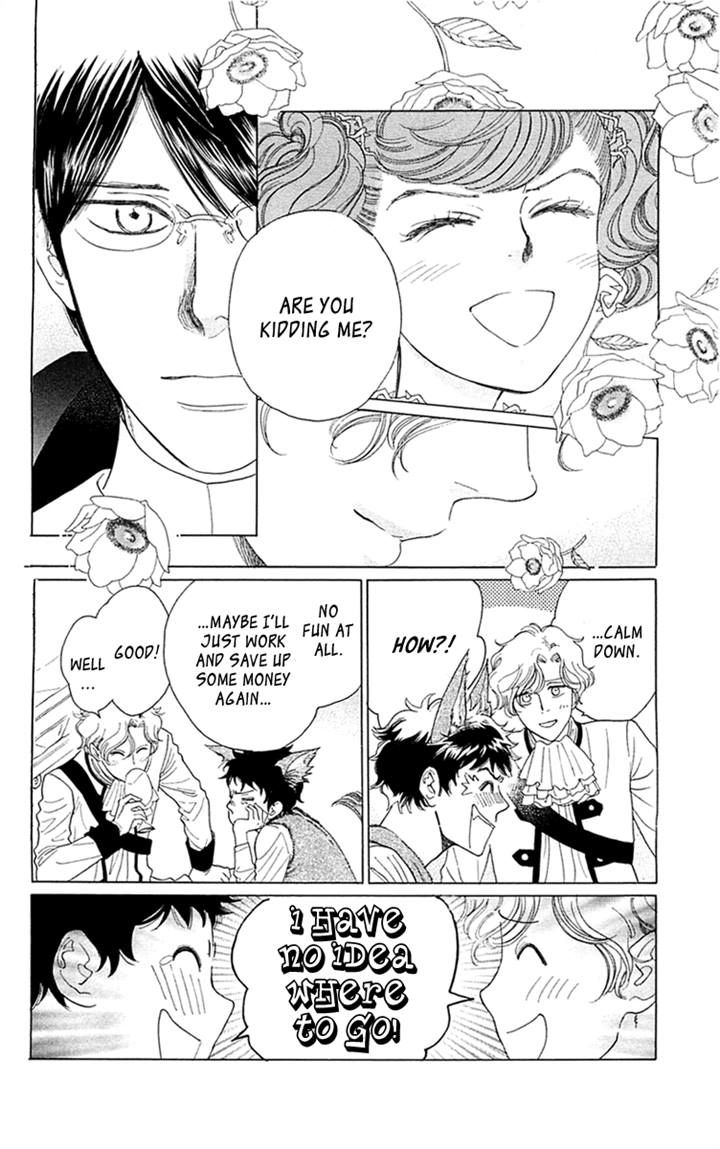 ARE YOU
KIDDING ME?
...CALM
DOWN.
HOW?!
NO
FUN AT
ALL.
...MAYBE I'LL
JUST WORK
AND SAVE UP
SOME MONEY
AGAIN...
GOOD!
WELL
...
I HAVE
NO IDEA
WHERE
TO GO!